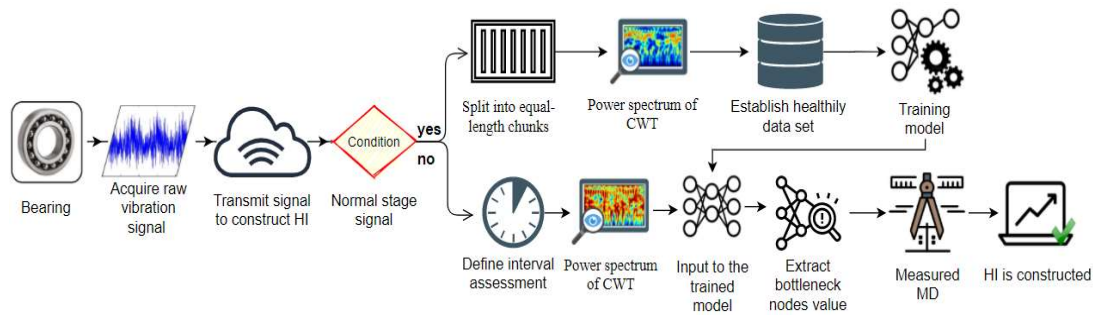 Bearing
Acquire raw
vibration
signal
Transmit signal
to construct HI
Condition
Normal stage
signal
yes
no
Split into equal-
length chunks
Power spectrum of
CWT
Establish healthily
data set
Training
model
Define interval
assessment
Power spectrum
of CWT
Input to the
trained
model
Extract
bottleneck
nodes value
Measured
MD
HI is constructed